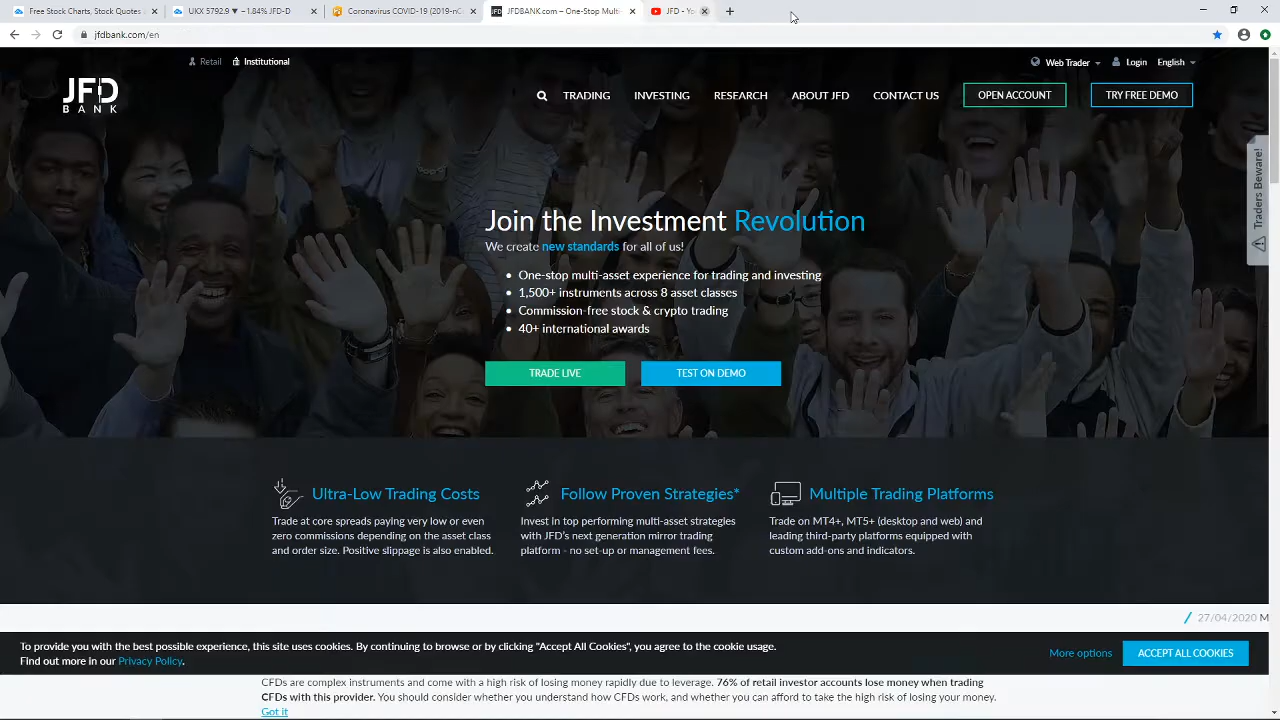 Free Stock Charts, Stock Quotes
UKX 5792.9 ▼ −1.84% JFD-D
Coronavirus COVID-19 (2019-nC
JFDBANK.com – One-Stop Multi-
JFD - Yo
jfdbank.com/en
Retail
Institutional
Web Trader
Login
English
JFD
BANK
TRADING
INVESTING
RESEARCH
ABOUT JFD
CONTACT US
OPEN ACCOUNT
TRY FREE DEMO
Traders Beware!
Join the Investment Revolution
We create new standards for all of us!
• One-stop multi-asset experience for trading and investing
• 1,500+ instruments across 8 asset classes
• Commission-free stock & crypto trading
• 40+ international awards
TRADE LIVE
TEST ON DEMO
Ultra-Low Trading Costs
Trade at core spreads paying very low or even
zero commissions depending on the asset class
and order size. Positive slippage is also enabled.
Follow Proven Strategies*
Invest in top performing multi-asset strategies
with JFD's next generation mirror trading
platform - no set-up or management fees.
Multiple Trading Platforms
Trade on MT4+, MT5+ (desktop and web) and
leading third-party platforms equipped with
custom add-ons and indicators.
27/04/2020 M
To provide you with the best possible experience, this site uses cookies. By continuing to browse or by clicking "Accept All Cookies", you agree to the cookie usage.
Find out more in our Privacy Policy.
More options
ACCEPT ALL COOKIES
CFDs are complex instruments and come with a high risk of losing money rapidly due to leverage. 76% of retail investor accounts lose money when trading
CFDs with this provider. You should consider whether you understand how CFDs work, and whether you can afford to take the high risk of losing your money.
Got it